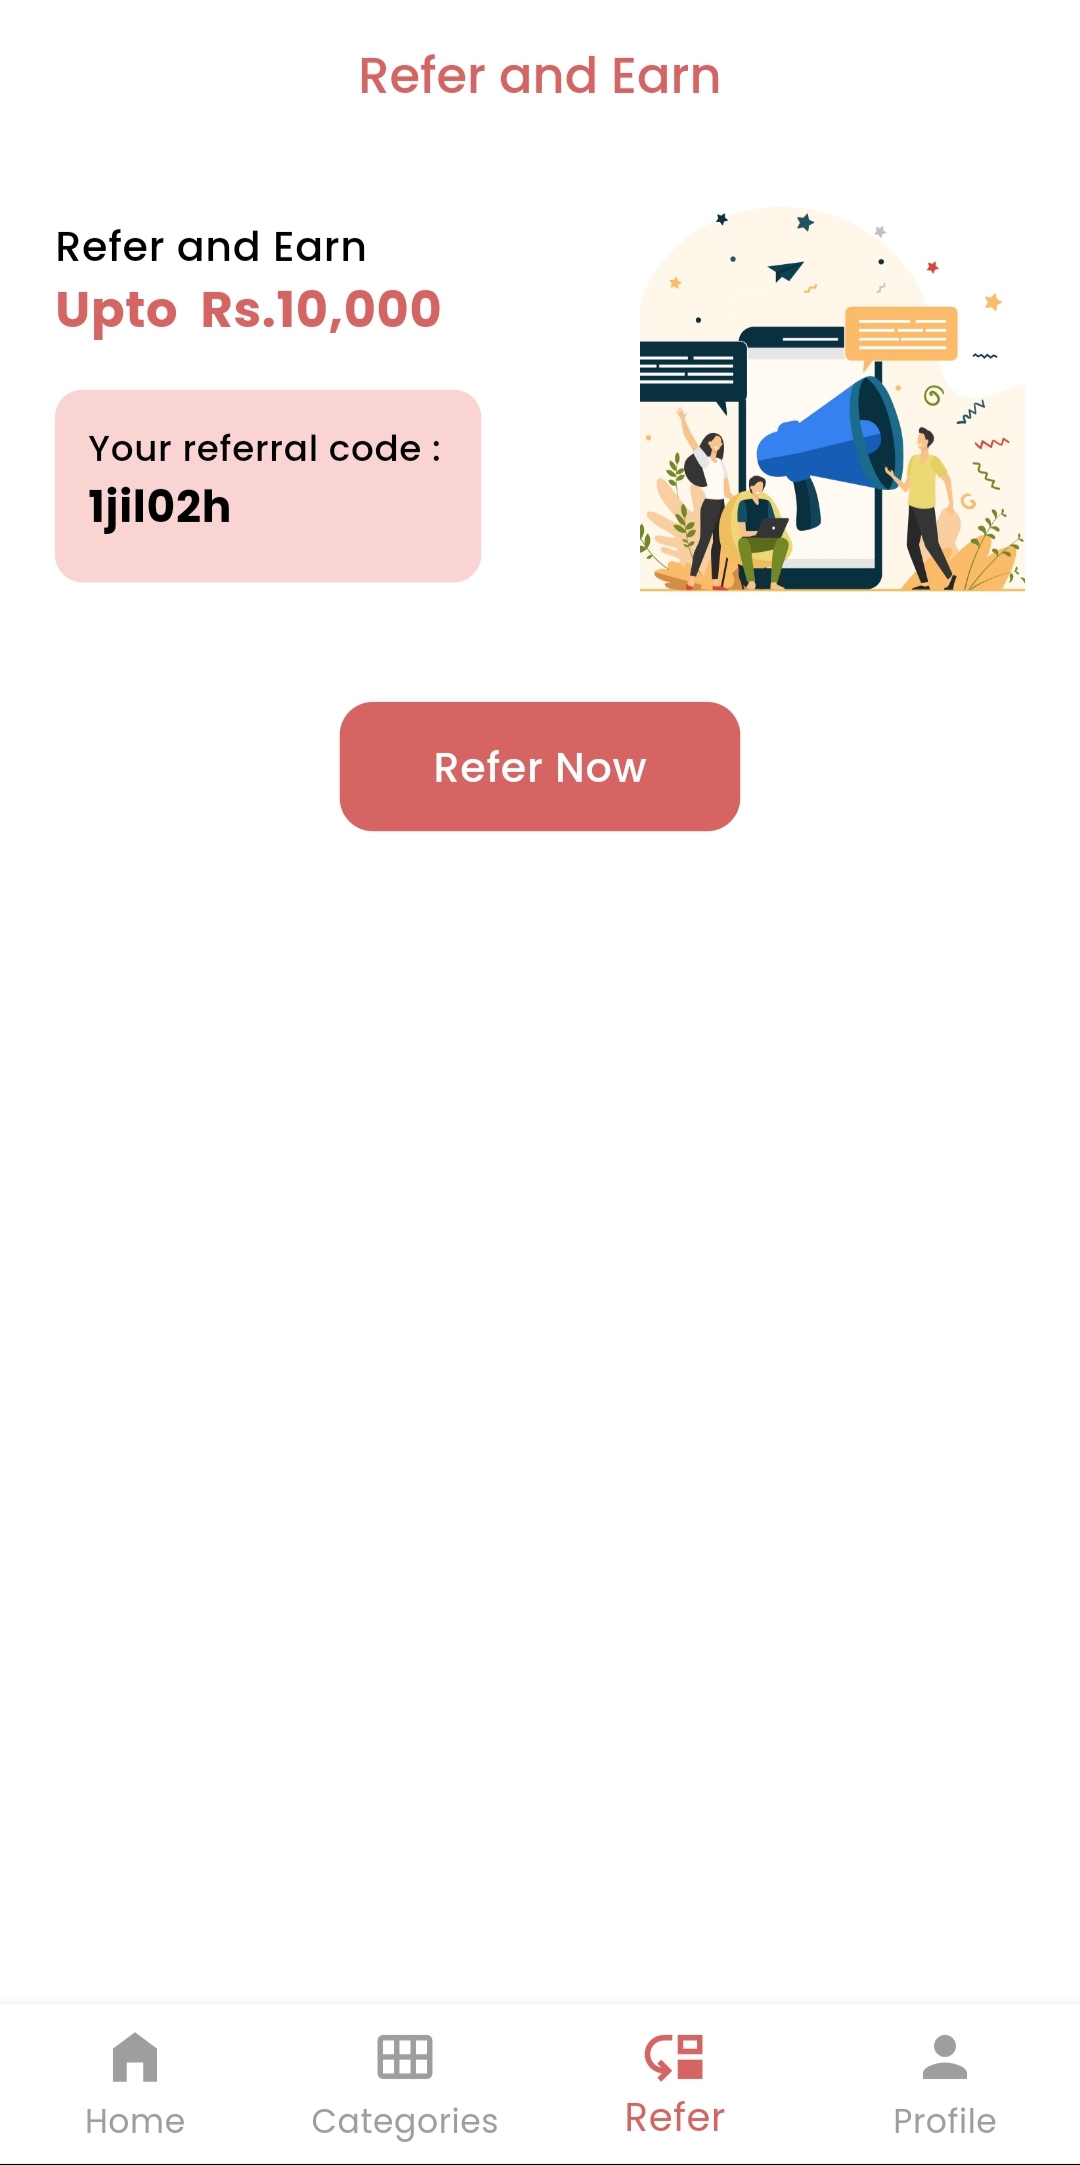 Refer and Earn
Refer and Earn
Upto Rs.10,000
Your referral code :
1jil02h
Refer Now
Home
Categories
Refer
Profile